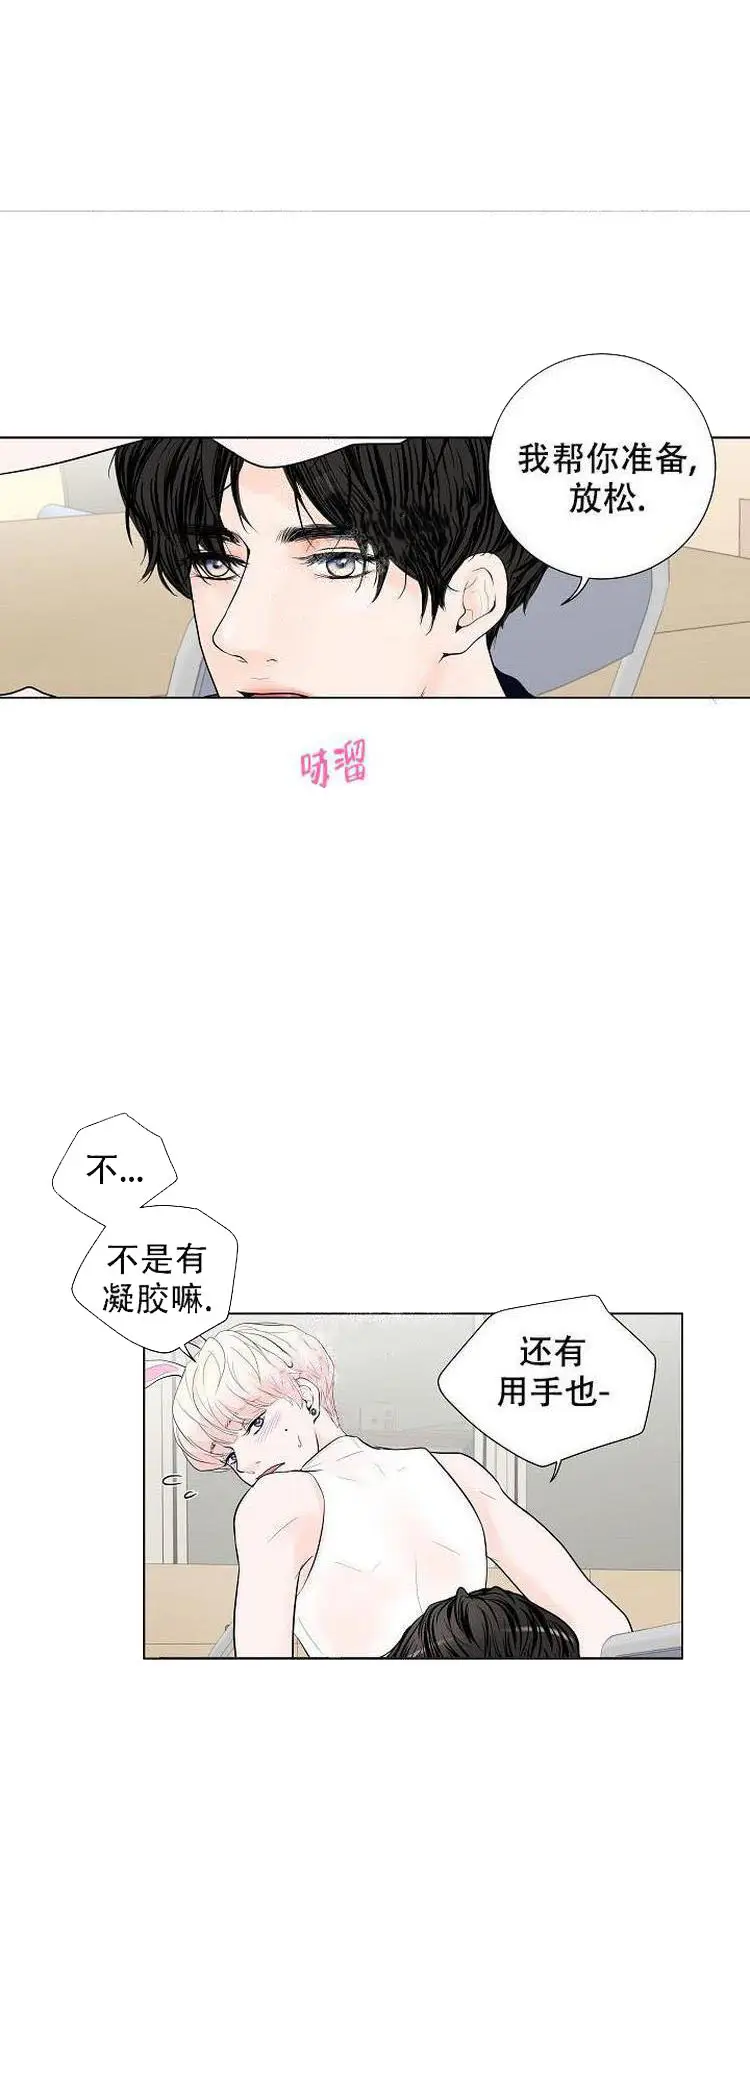 我帮你准备,
放松.
哧溜
不...
不是有
凝胶嘛.
还有
用手也-